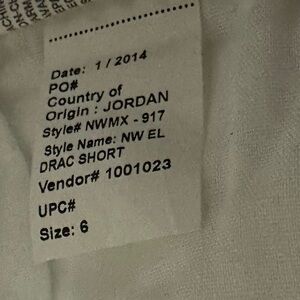 Date: 1 / 2014
PO#
Country of
Origin : JORDAN
Style# NWMX - 917
Style Name: NW EL
DRAC SHORT
Vendor# 1001023
UPC#
Size: 6